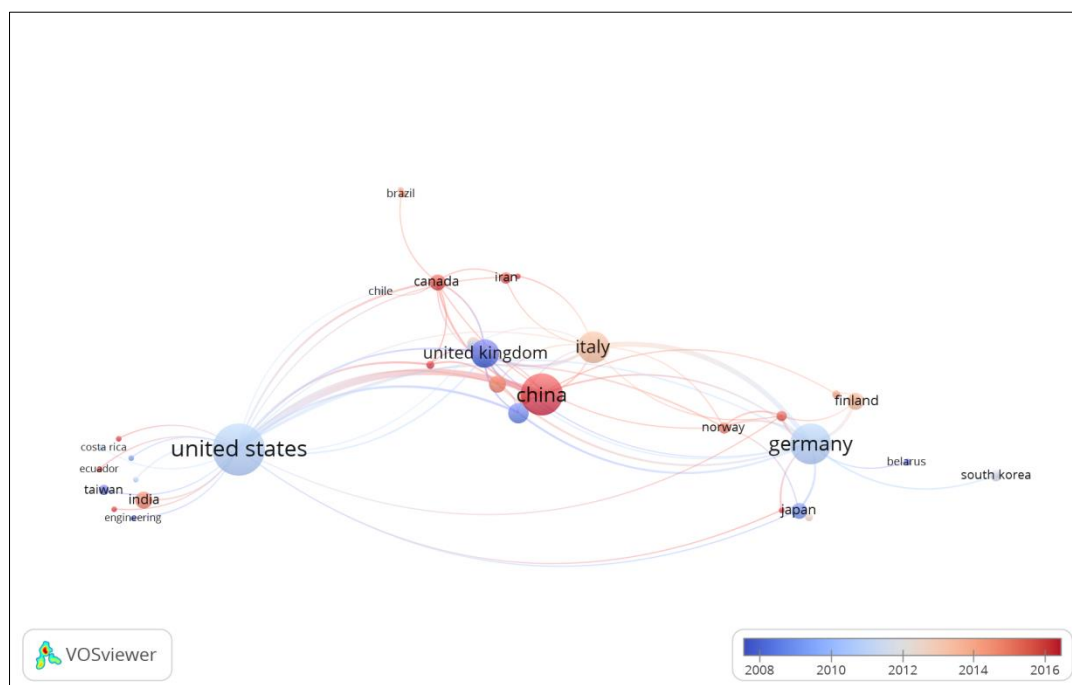 brazil
canada
iran
chile
united kingdom
italy
china
finland
norway
united states
germany
costa rica
ecuador
belarus
south korea
taiwan
india
engineering
japan
VOSviewer
2008 2010 2012 2014 2016